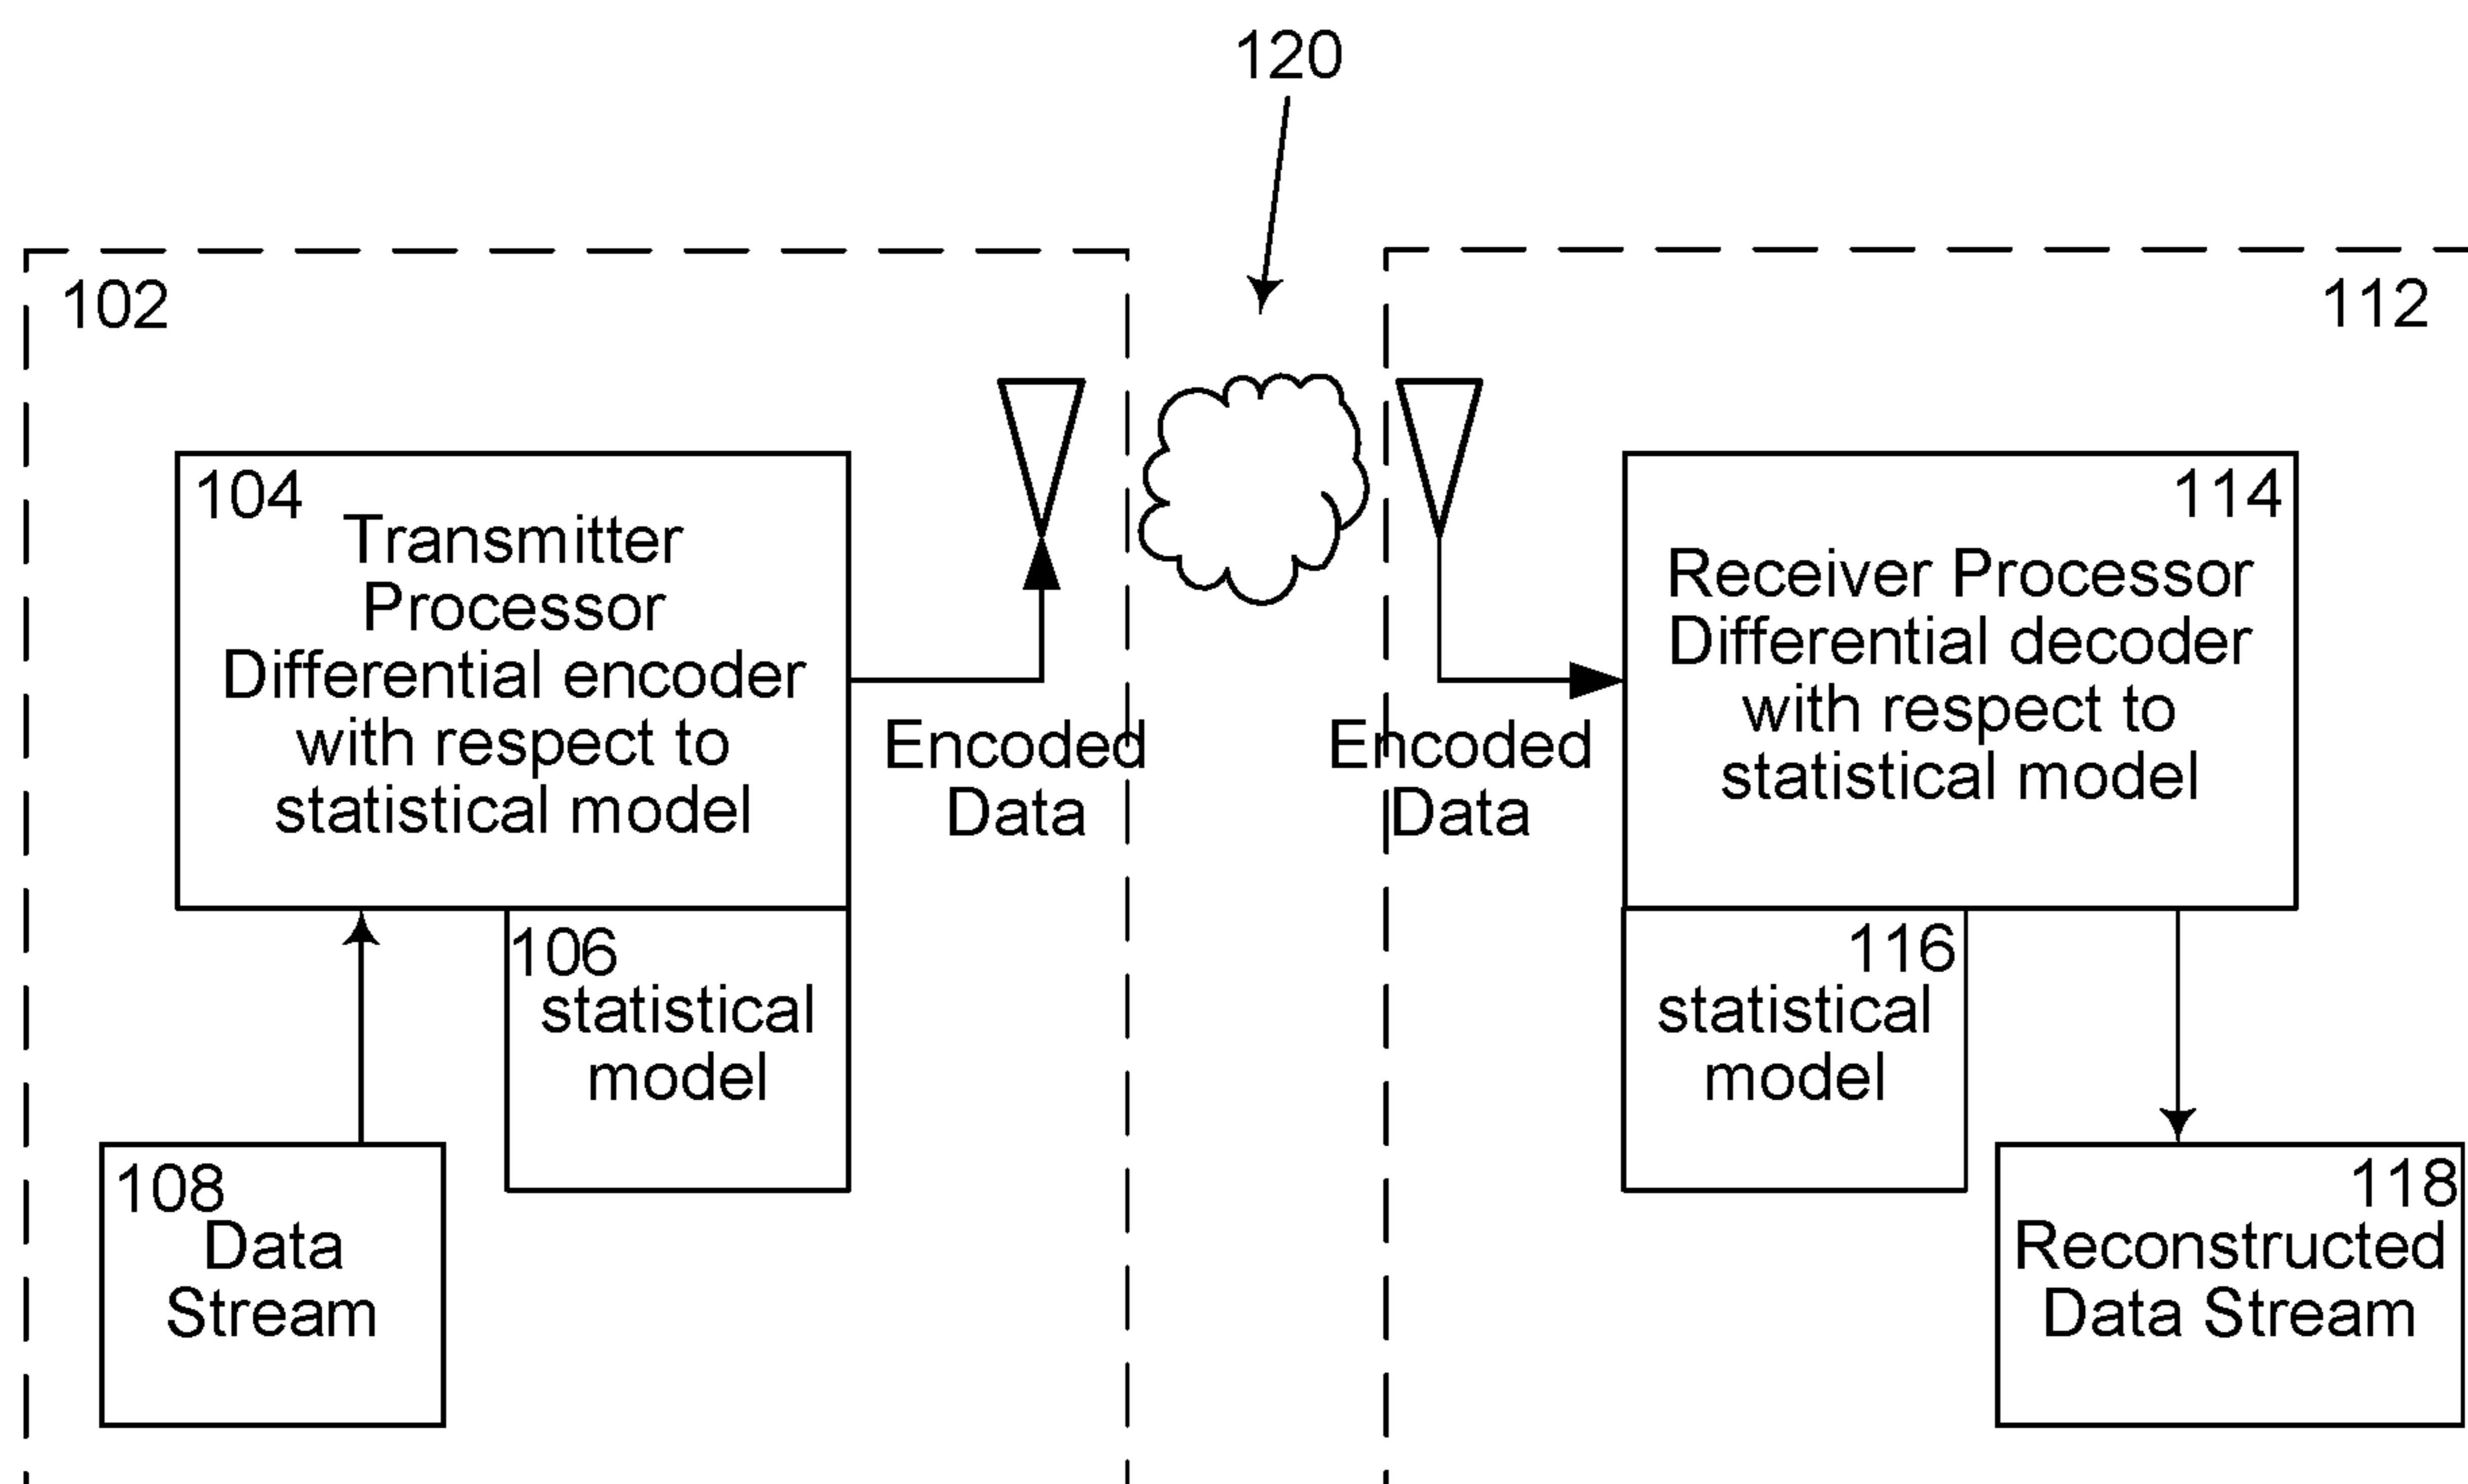 120
102
112
104
Transmitter
Processor
Differential encoder
with respect to
statistical model
Encoded
Data
106
statistical
model
108
Data
Stream
Encoded
Data
114
Receiver Processor
Differential decoder
with respect to
statistical model
116
statistical
model
118
Reconstructed
Data Stream